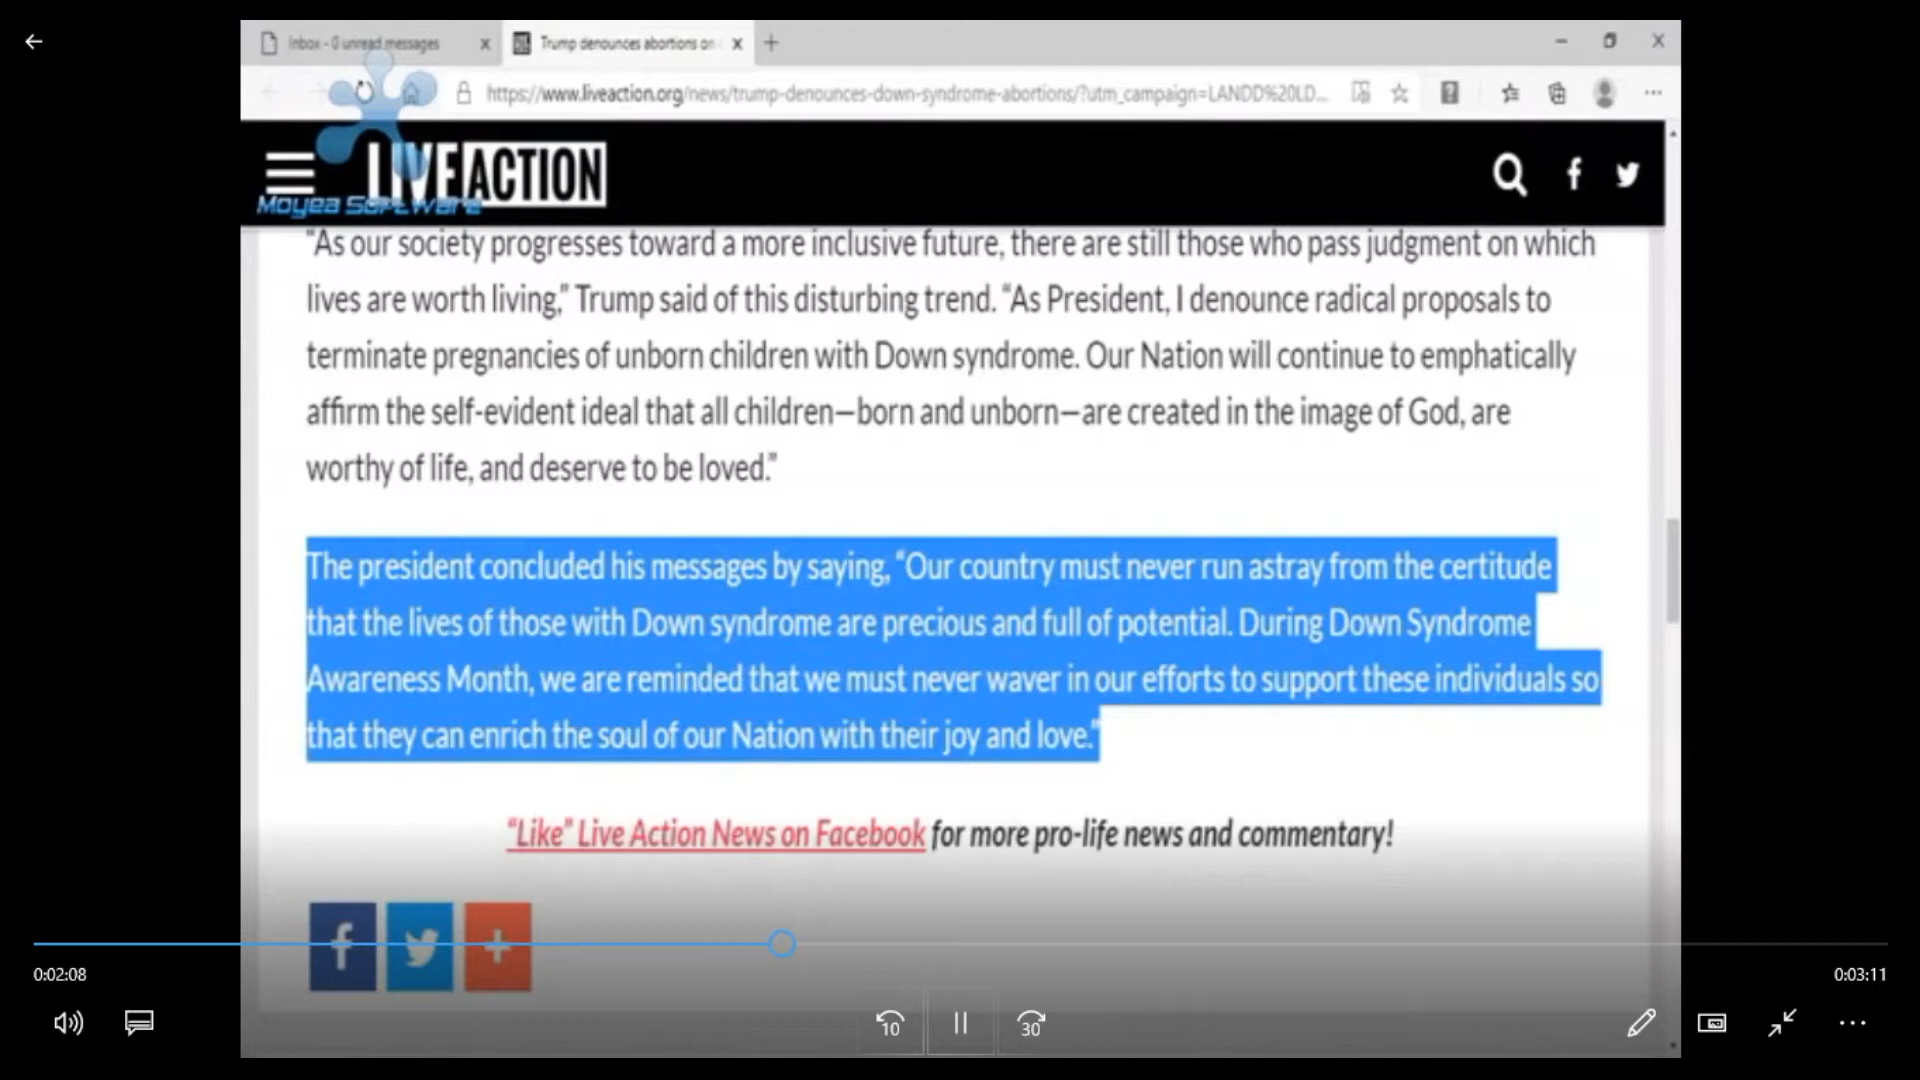 Inbox - 0 unread messages
Trump denounces abortions on
https://www.liveaction.org/news/trump-denounces-down-syndrome-abortions/?utm_campaign=LANDD%20LD...
LIVE ACTION
Moyea Software
“As our society progresses toward a more inclusive future, there are still those who pass judgment on which
lives are worth living,” Trump said of this disturbing trend. “As President, I denounce radical proposals to
terminate pregnancies of unborn children with Down syndrome. Our Nation will continue to emphatically
affirm the self-evident ideal that all children—born and unborn—are created in the image of God, are
worthy of life, and deserve to be loved.”
The president concluded his messages by saying, “Our country must never run astray from the certitude
that the lives of those with Down syndrome are precious and full of potential. During Down Syndrome
Awareness Month, we are reminded that we must never waver in our efforts to support these individuals so
that they can enrich the soul of our Nation with their joy and love.”
“Like” Live Action News on Facebook for more pro-life news and commentary!
0:02:08
0:03:11
10
30